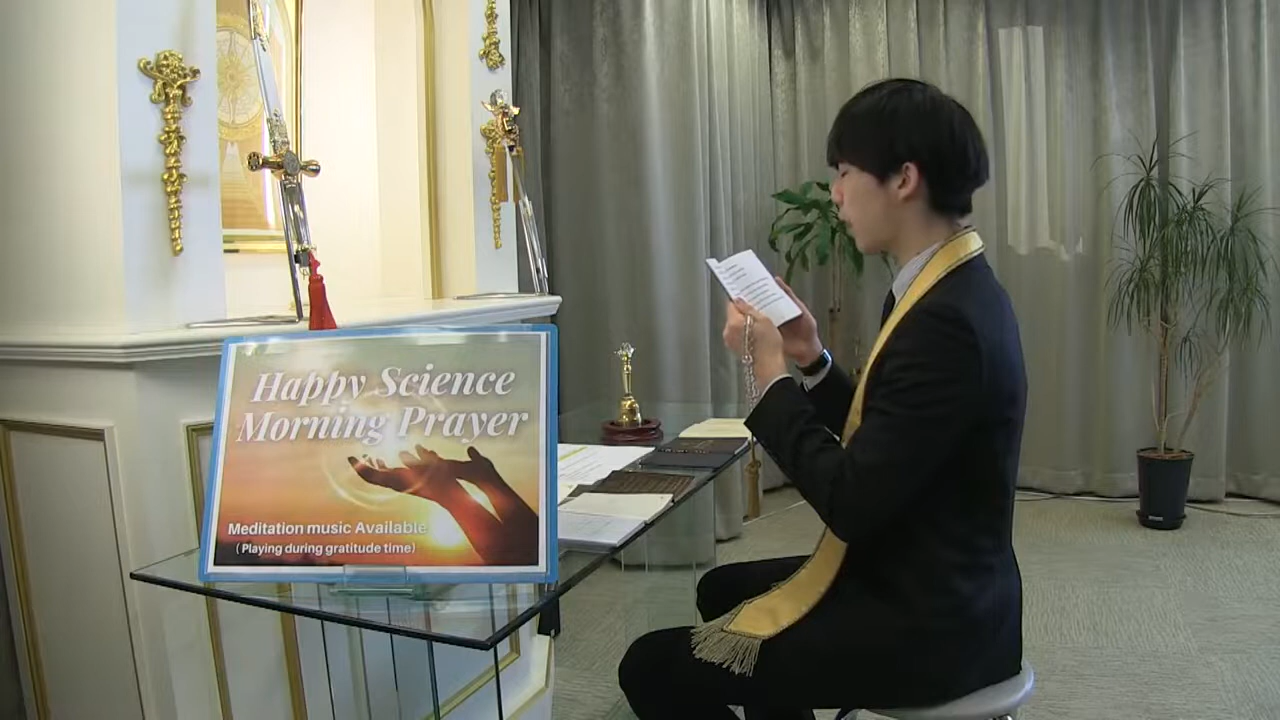 Happy Science
Morning Prayer
Meditation music Available
( Playing during gratitude time)